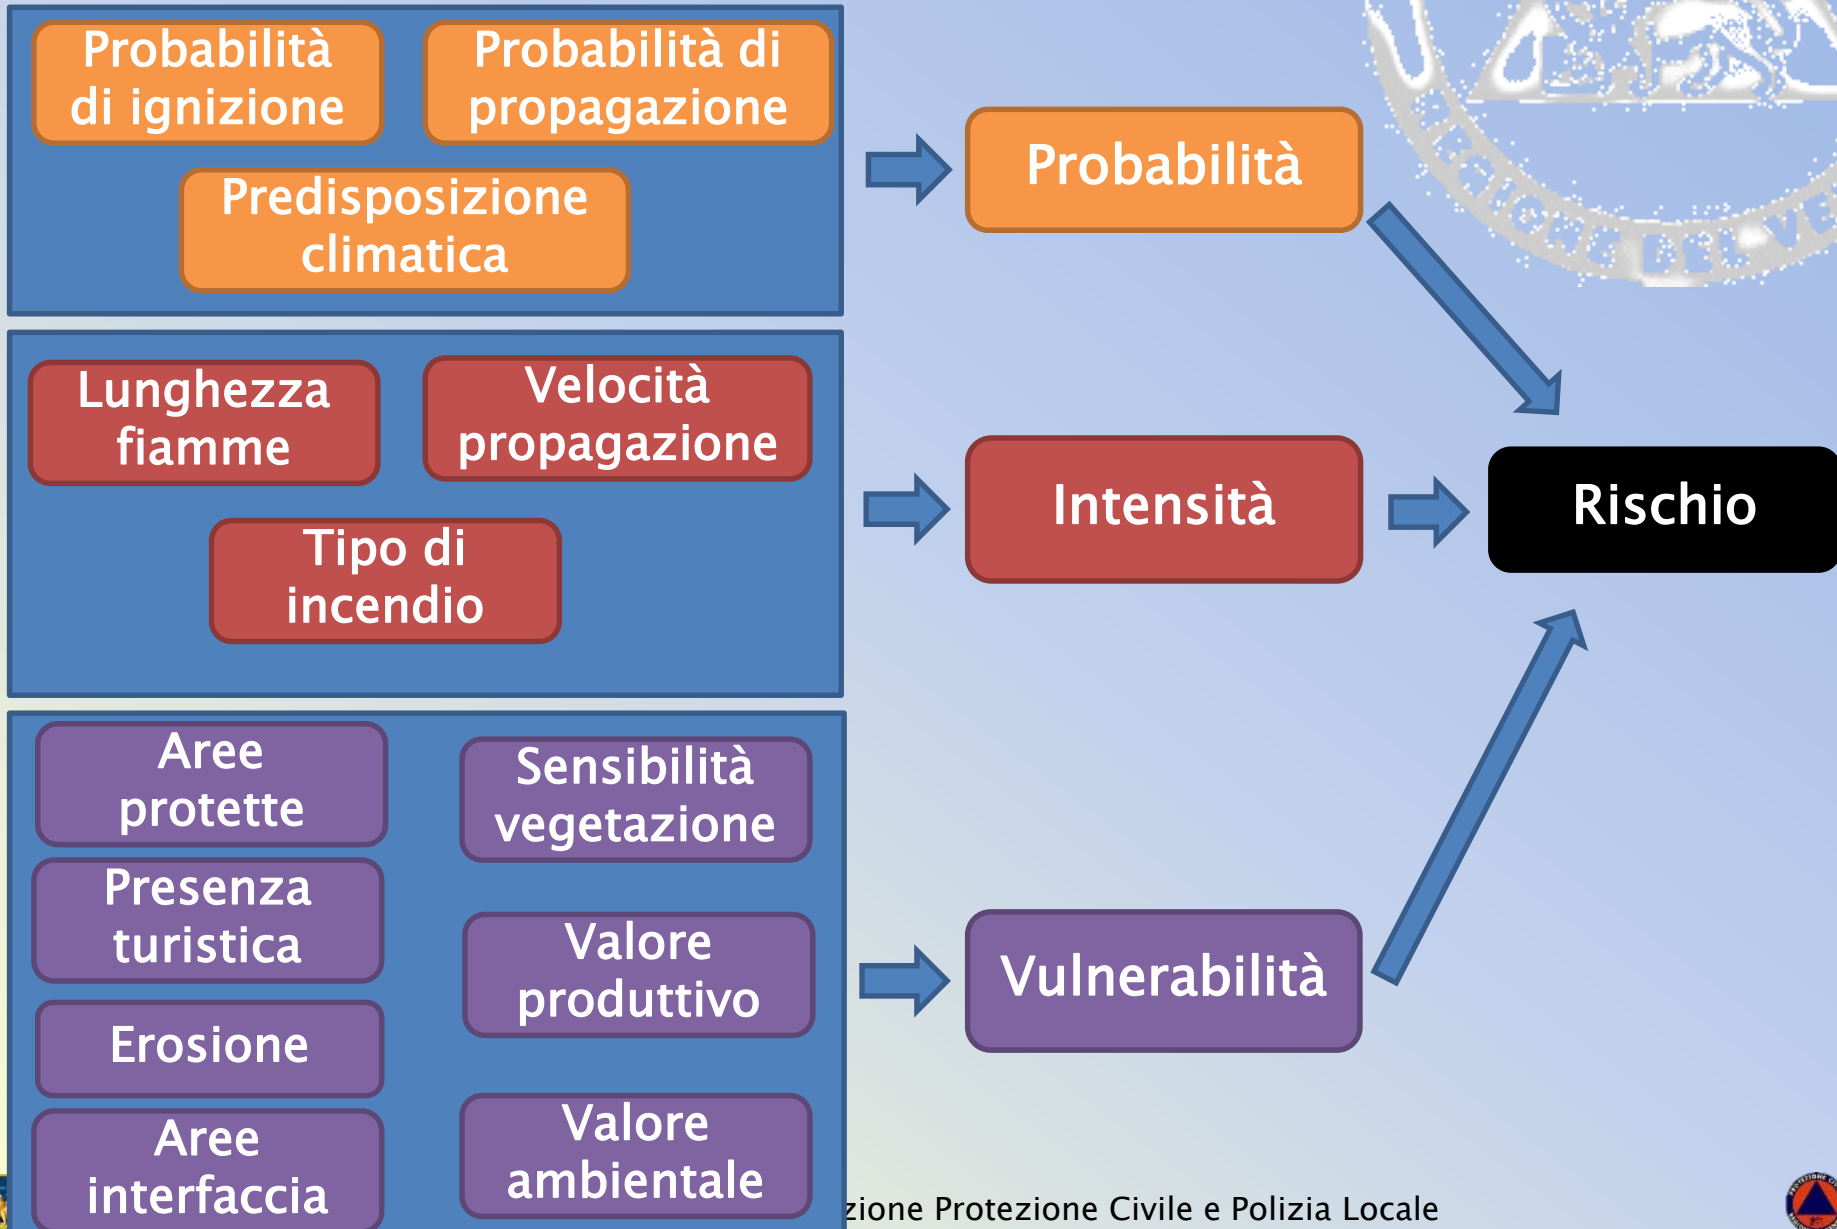 Probabilità
di ignizione
Probabilità di
propagazione
Predisposizione
climatica
Probabilità
Lunghezza
fiamme
Velocità
propagazione
Tipo di
incendio
Intensità
Rischio
Aree
protette
Sensibilità
vegetazione
Presenza
turistica
Valore
produttivo
Erosione
Aree
interfaccia
Valore
ambientale
Vulnerabilità
zione Protezione Civile e Polizia Locale